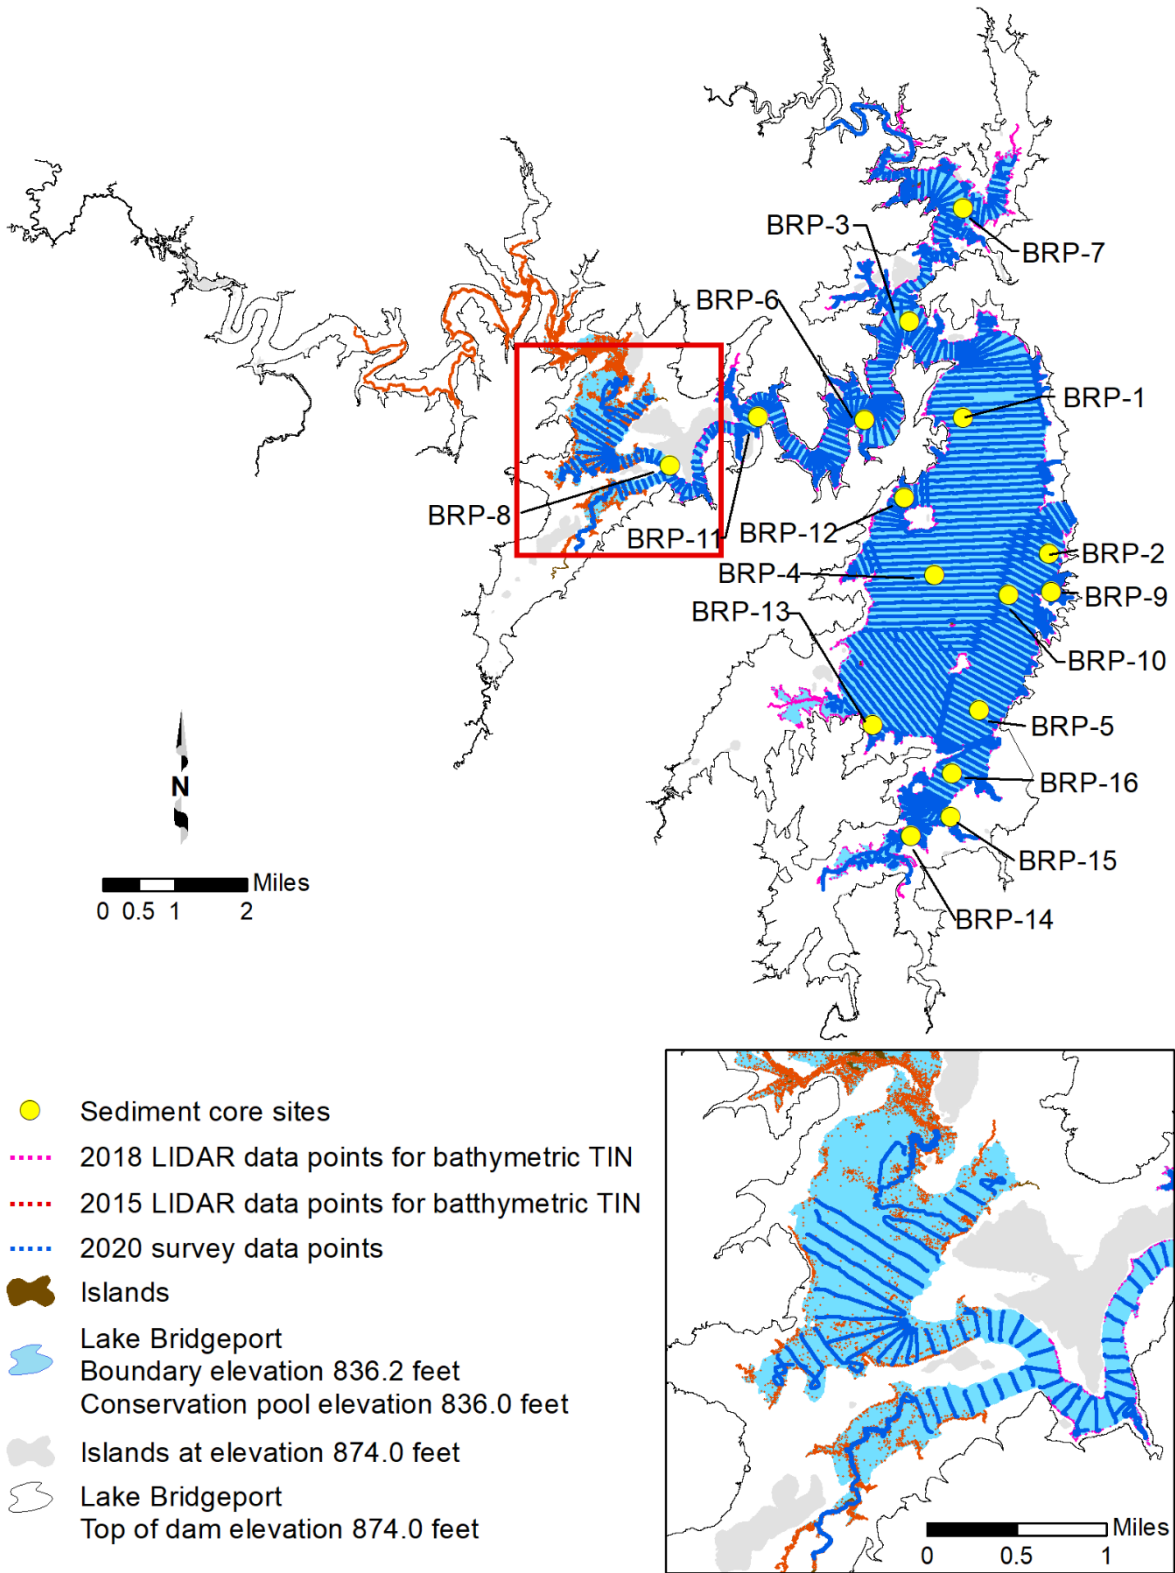 BRP-3
BRP-7
BRP-6
BRP-1
BRP-8
BRP-11
BRP-12
BRP-2
BRP-4
BRP-9
BRP-13
BRP-10
BRP-5
BRP-16
BRP-15
BRP-14
N
Miles
0 0.5 1 2
Sediment core sites
2018 LIDAR data points for bathymetric TIN
2015 LIDAR data points for batthymetric TIN
2020 survey data points
Islands
Lake Bridgeport
Boundary elevation 836.2 feet
Conservation pool elevation 836.0 feet
Islands at elevation 874.0 feet
Lake Bridgeport
Top of dam elevation 874.0 feet
Miles
0 0.5 1